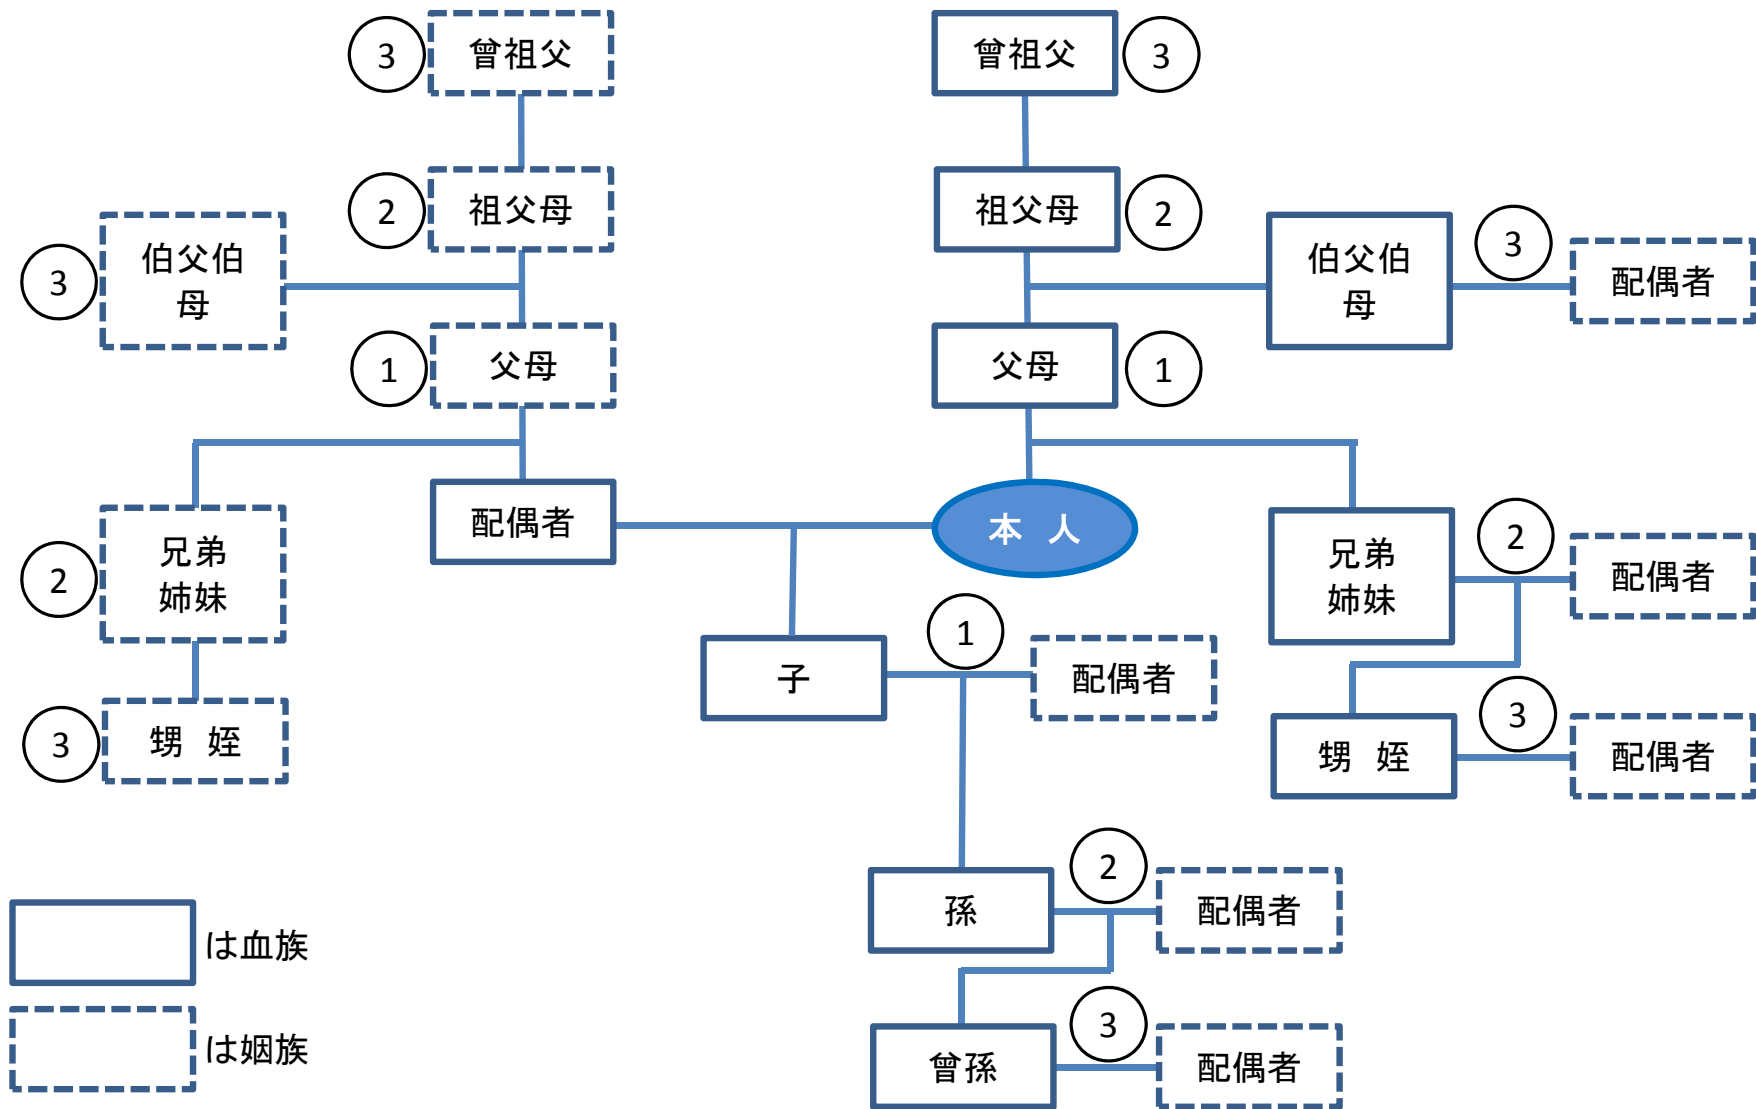 3
曾祖父
曾祖父
3
2
祖父母
祖父母
2
3
伯父伯
母
伯父伯
母
3
配偶者
1
父母
父母
1
配偶者
本 人
2
兄弟
姉妹
兄弟
姉妹
2
配偶者
子
1
配偶者
3
甥 姪
甥 姪
3
配偶者
孫
2
配偶者
は血族
曾孫
3
配偶者
は姻族